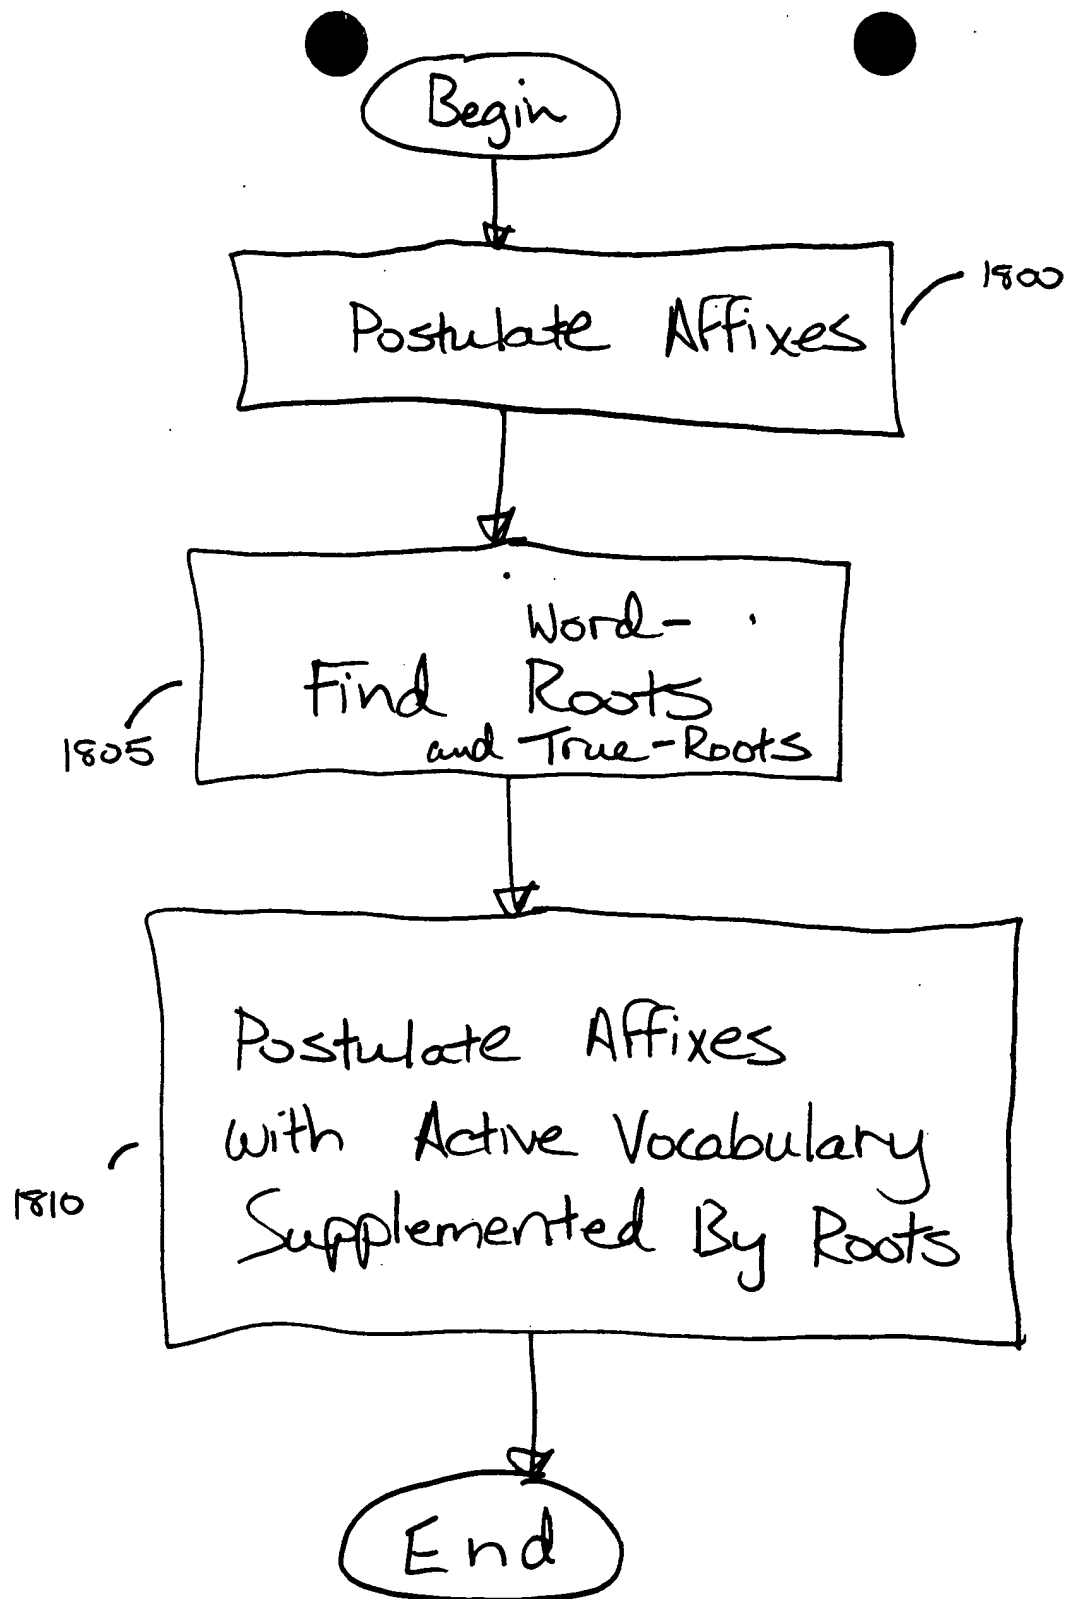 Begin
Postulate Affixes
1800
Word-
Find Roots
and True-Roots
1805
Postulate Affixes
with Active Vocabulary
Supplemented By Roots
1810
End